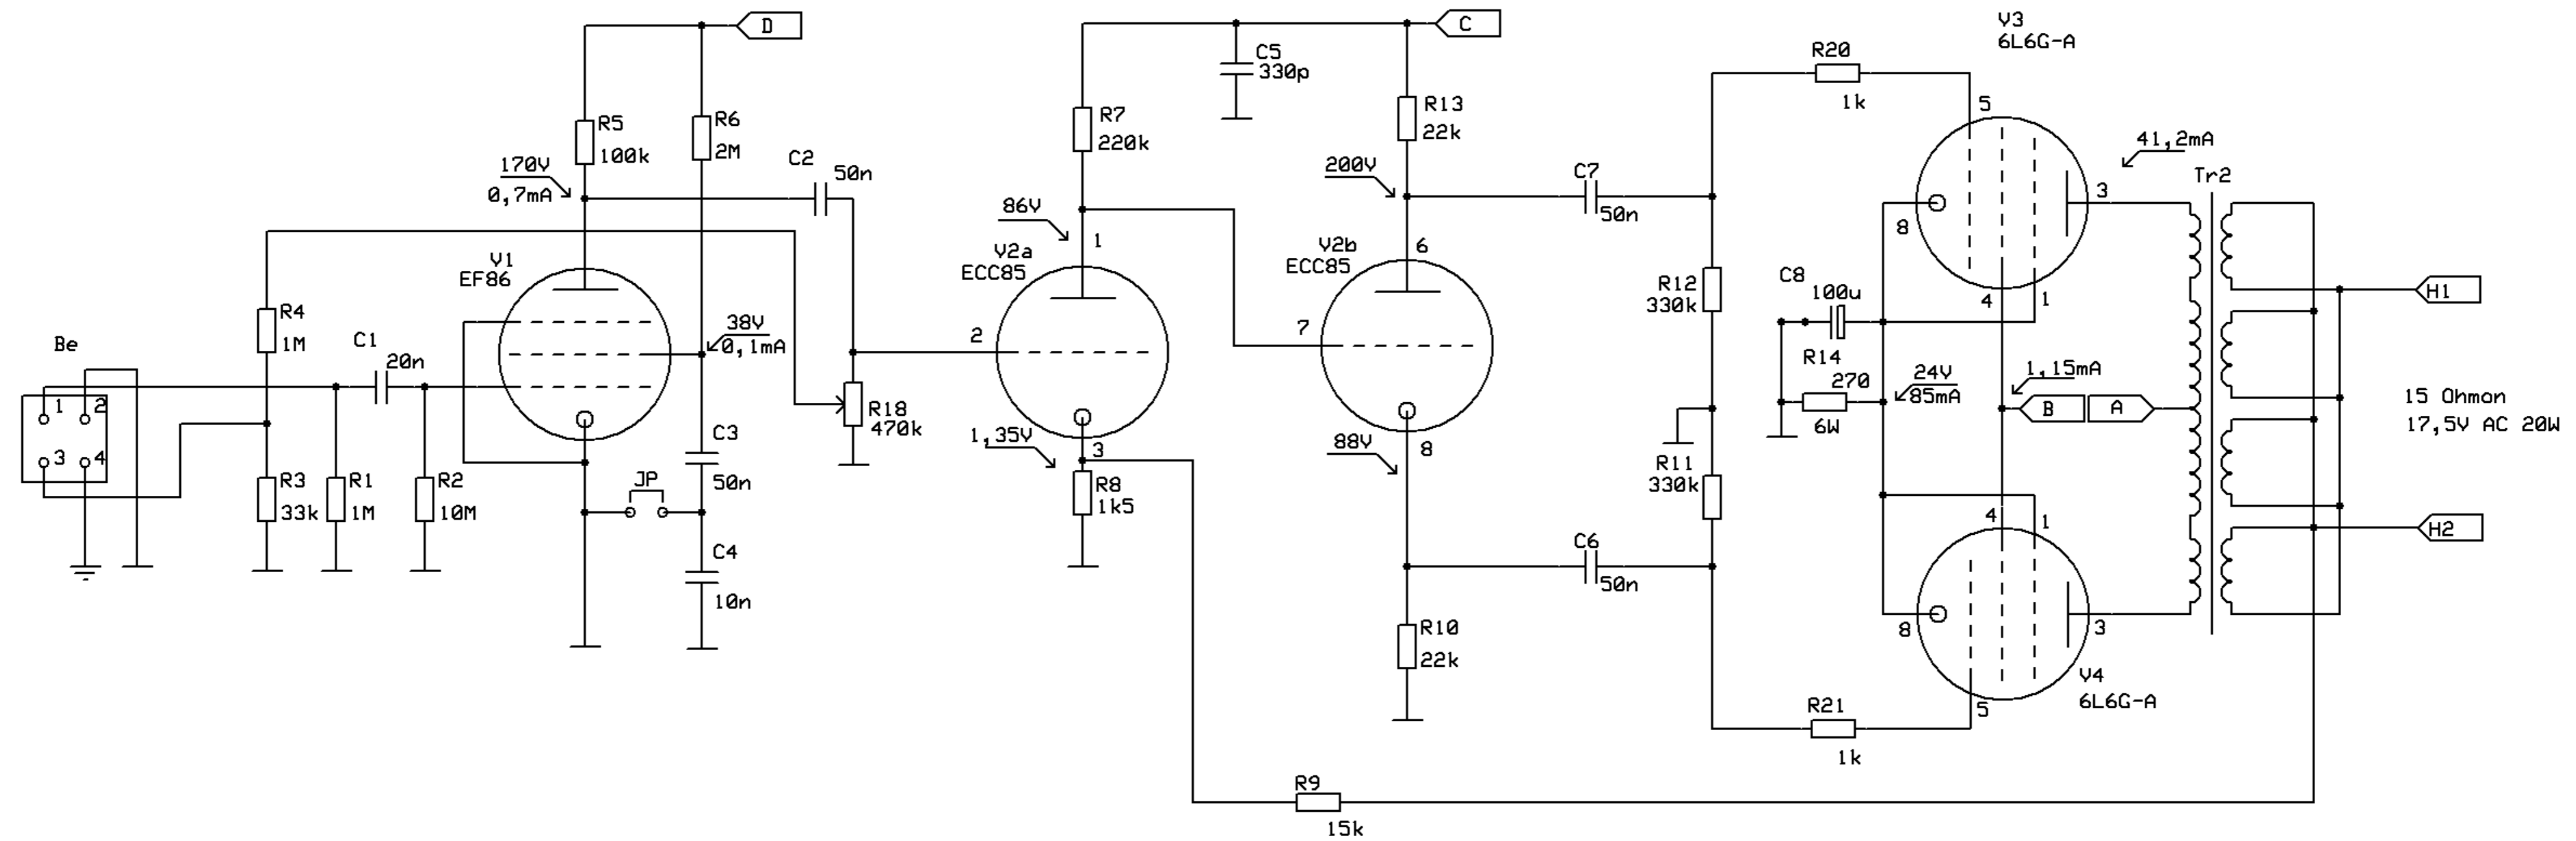 D
R5
100k
R6
2M
170V
0,7mA
C2
50n
V1
EF86
38V
0,1mA
R4
1M
Be
1
2
3
4
C1
20n
R3
33k
R1
1M
R2
10M
JP
C3
50n
C4
10n
R18
470k
C
C5
330p
R7
220k
R13
22k
86V
1
V2a
ECC85
2
1,35V
3
R8
1k5
200V
6
V2b
ECC85
7
88V
8
R10
22k
R9
15k
C7
50n
C6
50n
R12
330k
R11
330k
R20
1k
R21
1k
V3
6L6G-A
5
8
4
1
3
41,2mA
Tr2
C8
100u
R14
270
6W
24V
85mA
1,15mA
B
A
4
1
8
3
5
V4
6L6G-A
H1
H2
15 Ohmon
17,5V AC 20W